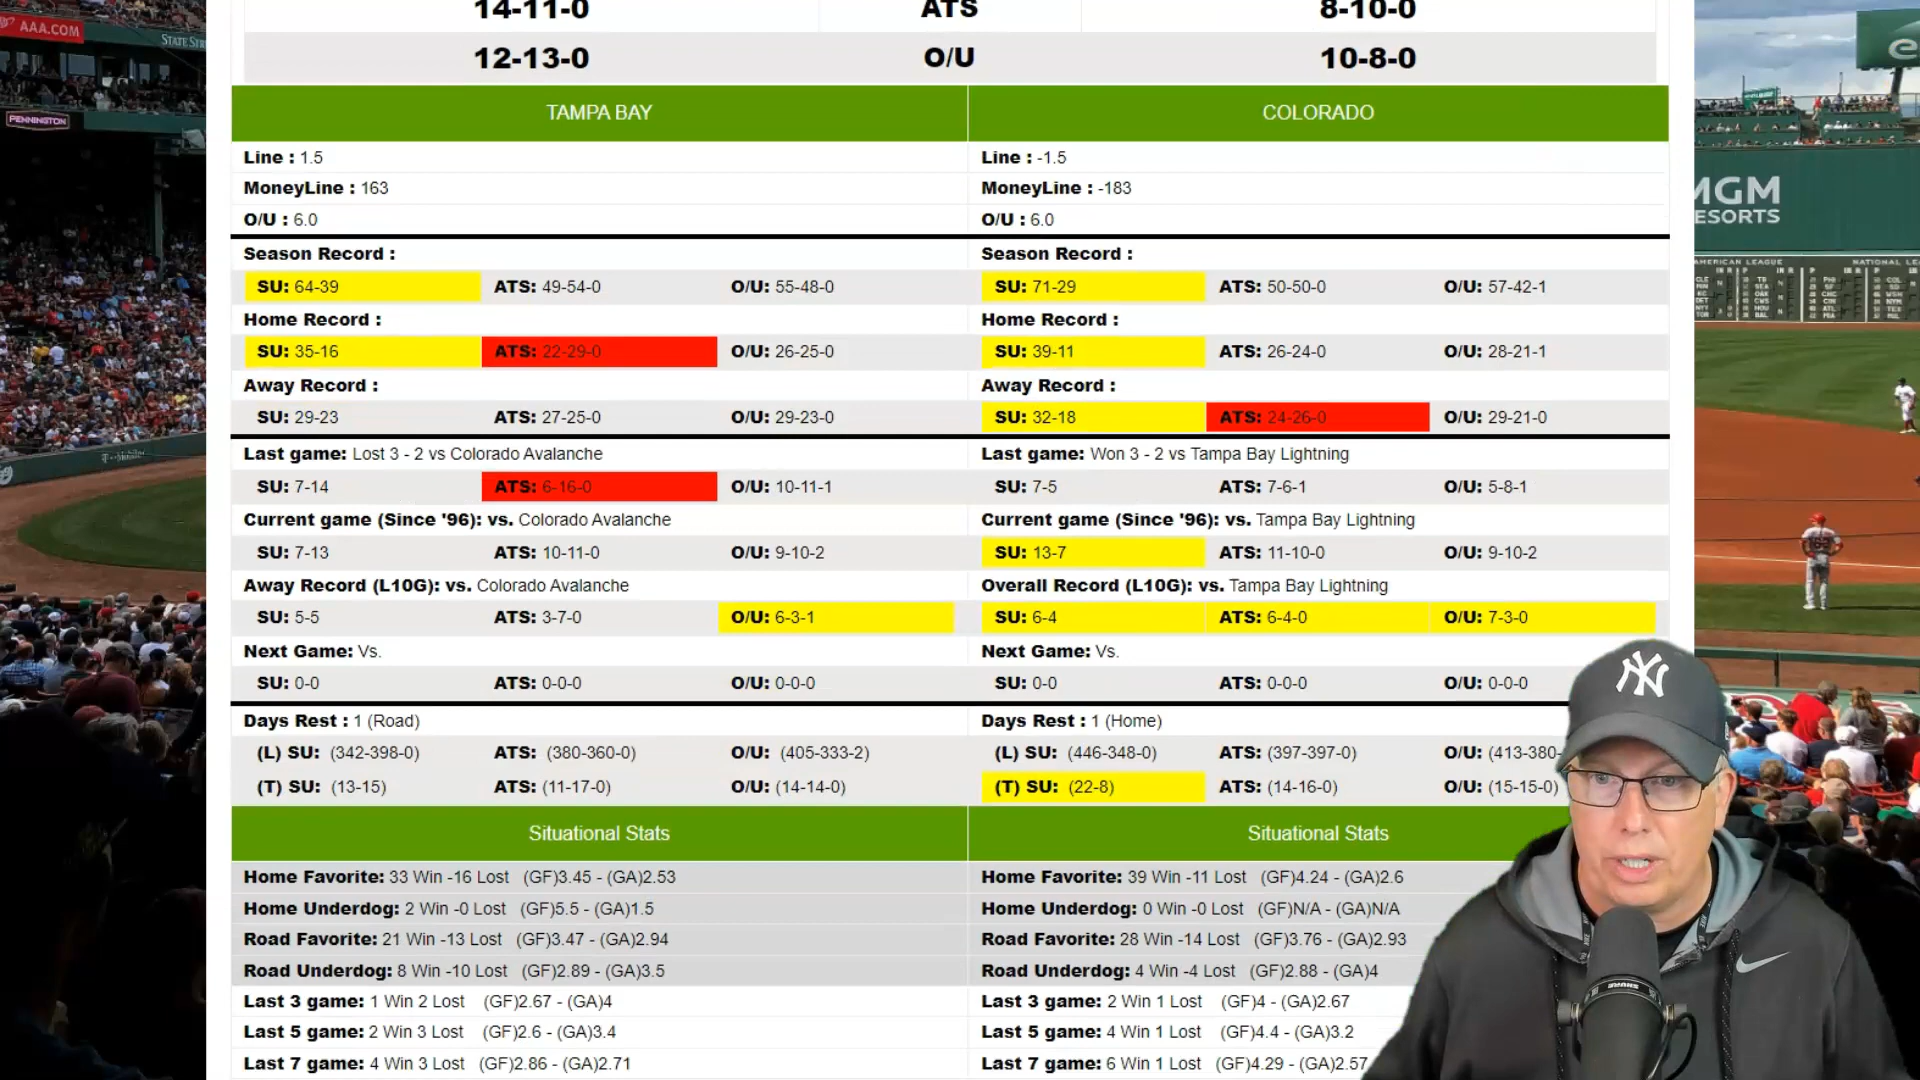 14-11-0 ATS 8-10-0
12-13-0 O/U 10-8-0
TAMPA BAY COLORADO
Line : 1.5 Line : -1.5
MoneyLine : 163 MoneyLine : -183
O/U : 6.0 O/U : 6.0
Season Record : Season Record :
SU: 64-39 ATS: 49-54-0 O/U: 55-48-0 SU: 71-29 ATS: 50-50-0 O/U: 57-42-1
Home Record : Home Record :
SU: 35-16 ATS: 22-29-0 O/U: 26-25-0 SU: 39-11 ATS: 26-24-0 O/U: 28-21-1
Away Record : Away Record :
SU: 29-23 ATS: 27-25-0 O/U: 29-23-0 SU: 32-18 ATS: 24-26-0 O/U: 29-21-0
Last game: Lost 3 - 2 vs Colorado Avalanche Last game: Won 3 - 2 vs Tampa Bay Lightning
SU: 7-14 ATS: 6-16-0 O/U: 10-11-1 SU: 7-5 ATS: 7-6-1 O/U: 5-8-1
Current game (Since '96): vs. Colorado Avalanche Current game (Since '96): vs. Tampa Bay Lightning
SU: 7-13 ATS: 10-11-0 O/U: 9-10-2 SU: 13-7 ATS: 11-10-0 O/U: 9-10-2
Away Record (L10G): vs. Colorado Avalanche Overall Record (L10G): vs. Tampa Bay Lightning
SU: 5-5 ATS: 3-7-0 O/U: 6-3-1 SU: 6-4 ATS: 6-4-0 O/U: 7-3-0
Next Game: Vs. Next Game: Vs.
SU: 0-0 ATS: 0-0-0 O/U: 0-0-0 SU: 0-0 ATS: 0-0-0 O/U: 0-0-0
Days Rest : 1 (Road) Days Rest : 1 (Home)
(L) SU: (342-398-0) ATS: (380-360-0) O/U: (405-333-2) (L) SU: (446-348-0) ATS: (397-397-0) O/U: (413-380-
(T) SU: (13-15) ATS: (11-17-0) O/U: (14-14-0) (T) SU: (22-8) ATS: (14-16-0) O/U: (15-15-0)
Situational Stats Situational Stats
Home Favorite: 33 Win -16 Lost (GF)3.45 - (GA)2.53 Home Favorite: 39 Win -11 Lost (GF)4.24 - (GA)2.6
Home Underdog: 2 Win -0 Lost (GF)5.5 - (GA)1.5 Home Underdog: 0 Win -0 Lost (GF)N/A - (GA)N/A
Road Favorite: 21 Win -13 Lost (GF)3.47 - (GA)2.94 Road Favorite: 28 Win -14 Lost (GF)3.76 - (GA)2.93
Road Underdog: 8 Win -10 Lost (GF)2.89 - (GA)3.5 Road Underdog: 4 Win -4 Lost (GF)2.88 - (GA)4
Last 3 game: 1 Win 2 Lost (GF)2.67 - (GA)4 Last 3 game: 2 Win 1 Lost (GF)4 - (GA)2.67
Last 5 game: 2 Win 3 Lost (GF)2.6 - (GA)3.4 Last 5 game: 4 Win 1 Lost (GF)4.4 - (GA)3.2
Last 7 game: 4 Win 3 Lost (GF)2.86 - (GA)2.71 Last 7 game: 6 Win 1 Lost (GF)4.29 - (GA)2.57
AAA.COM
STATE STR
PENNINGTON
MGM
ESORTS
AMERICAN LEAGUE NATIONAL LE
NY
SHURE